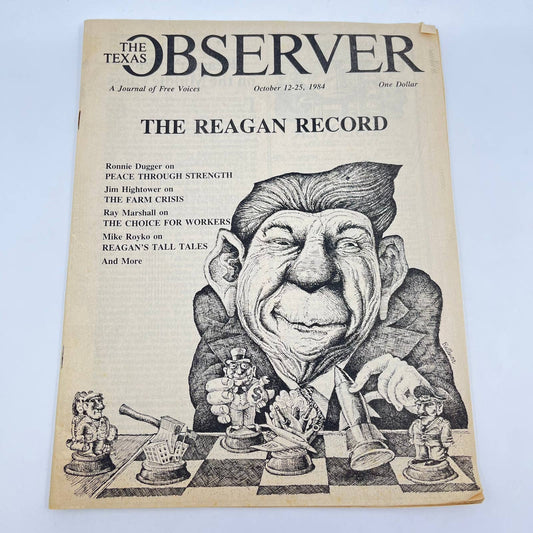 THE TEXAS OBSERVER
A Journal of Free Voices October 12-25, 1984 One Dollar
THE REAGAN RECORD
Ronnie Dugger on
PEACE THROUGH STRENGTH
Jim Hightower on
THE FARM CRISIS
Ray Marshall on
THE CHOICE FOR WORKERS
Mike Royko on
REAGAN'S TALL TALES
And More
$